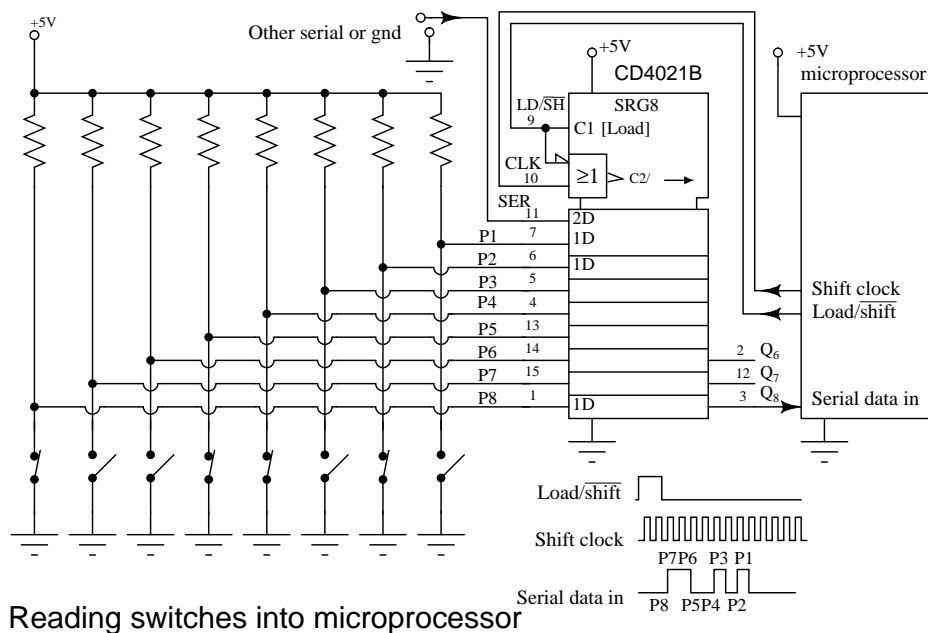 +5V
Other serial or gnd
+5V
CD4021B
+5V
microprocessor
LD/SH
9
SRG8
C1 [Load]
CLK
10
≥1
C2/
SER
11
2D
P1
7
1D
P2
6
1D
P3
5
P4
4
P5
13
P6
14
2
Q6
P7
15
12
Q7
P8
1
1D
3
Q8
Shift clock
Load/shift
Serial data in
Load/shift
Shift clock
P7P6 P3 P1
Serial data in
P8 P5P4 P2
Reading switches into microprocessor